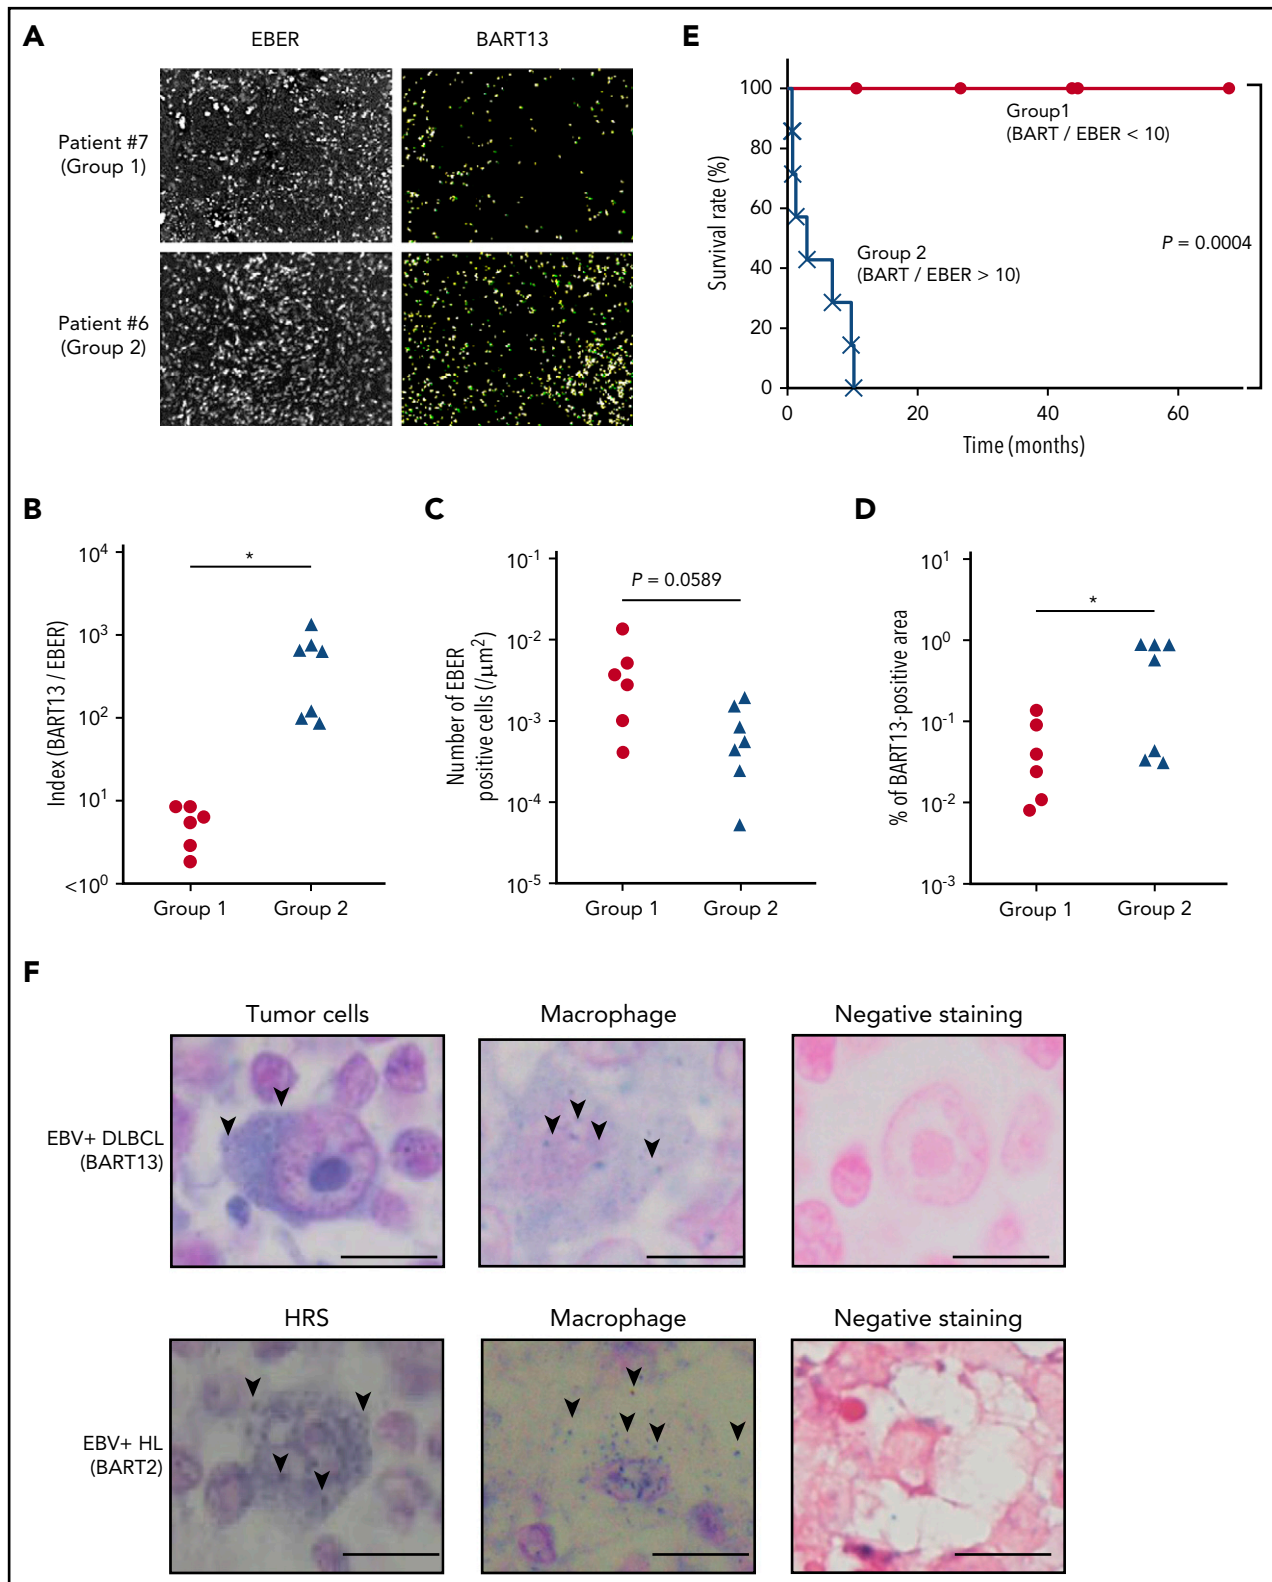 A
EBER
BART13
Patient #7
(Group 1)
Patient #6
(Group 2)
E
Survival rate (%)
100
80
60
40
20
0
0
20
40
60
Time (months)
Group1
(BART / EBER < 10)
Group 2
(BART / EBER > 10)
P = 0.0004
B
Index (BART13 / EBER)
10^4
10^3
10^2
10^1
<10^0
*
Group 1
Group 2
C
Number of EBER
positive cells (/μm^2)
10^-1
10^-2
10^-3
10^-4
10^-5
P = 0.0589
Group 1
Group 2
D
% of BART13-positive area
10^1
10^0
10^-1
10^-2
10^-3
*
Group 1
Group 2
F
Tumor cells
Macrophage
Negative staining
EBV+ DLBCL
(BART13)
HRS
Macrophage
Negative staining
EBV+ HL
(BART2)